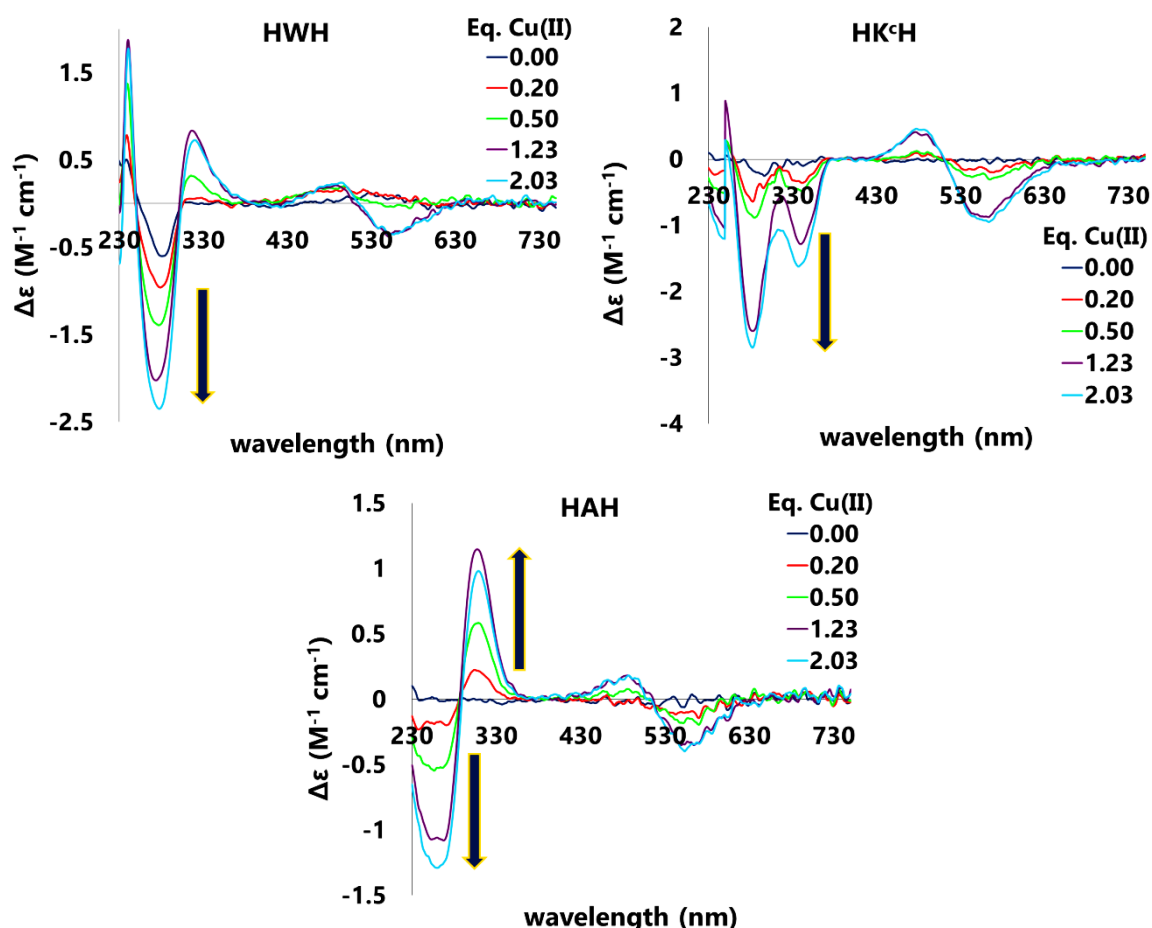 HWH
Eq. Cu(II)
0.00
0.20
0.50
1.23
2.03
1.5
0.5
-0.5
-1.5
-2.5
230 330 430 530 630 730
Δε (M⁻¹ cm⁻¹)
wavelength (nm)
HKᶜH
2
1
0
-1
-2
-3
-4
230 330 430 530 630 730
Δε (M⁻¹ cm⁻¹)
Eq. Cu(II)
0.00
0.20
0.50
1.23
2.03
wavelength (nm)
HAH
Eq. Cu(II)
0.00
0.20
0.50
1.23
2.03
1.5
1
0.5
0
-0.5
-1
-1.5
230 330 430 530 630 730
Δε (M⁻¹ cm⁻¹)
wavelength (nm)